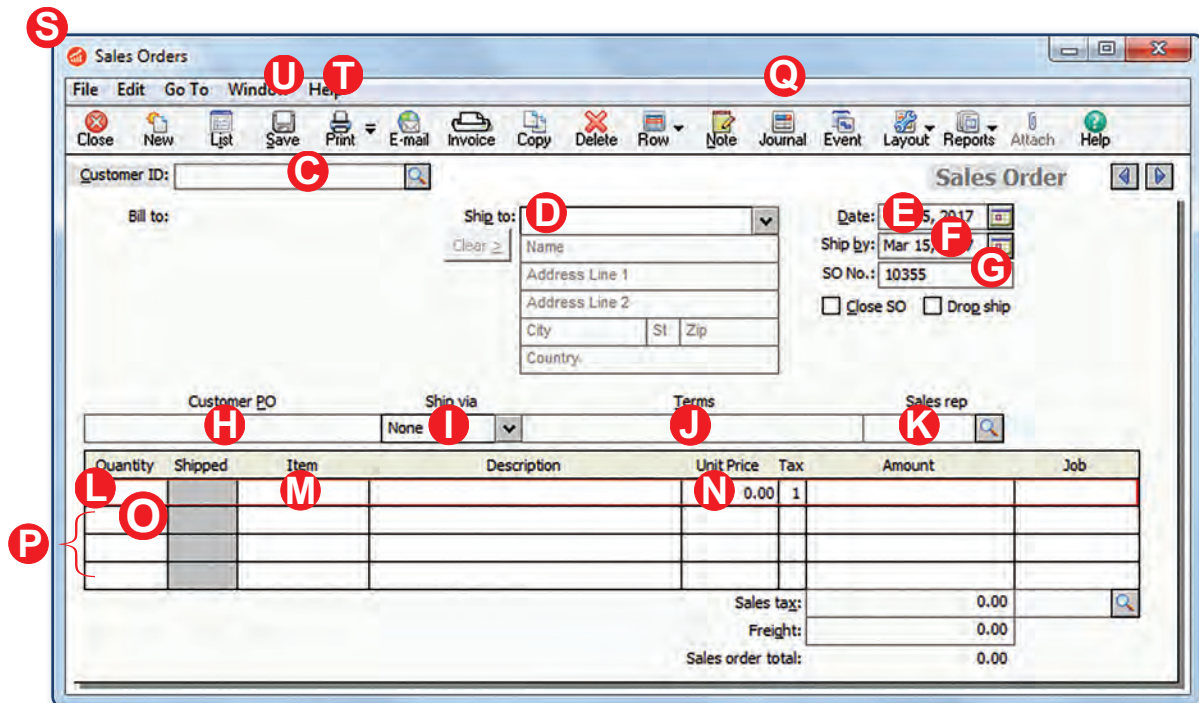 S
Sales Orders
File Edit Go To Window Help
U T Q
Close New List Save Print E-mail Invoice Copy Delete Row Note Journal Event Layout Reports Attach Help
Customer ID: C Sales Order
Bill to: Ship to: D Date: E 5, 2017
Clear > Name Ship by: Mar 15, F 7
Address Line 1 SO No.: 10355 G
Address Line 2 Close SO Drop ship
City St Zip
Country
Customer PO Ship via Terms Sales rep
H None I J K
Quantity Shipped Item Description Unit Price Tax Amount Job
L M N 0.00 1
O
P
Sales tax: 0.00
Freight: 0.00
Sales order total: 0.00